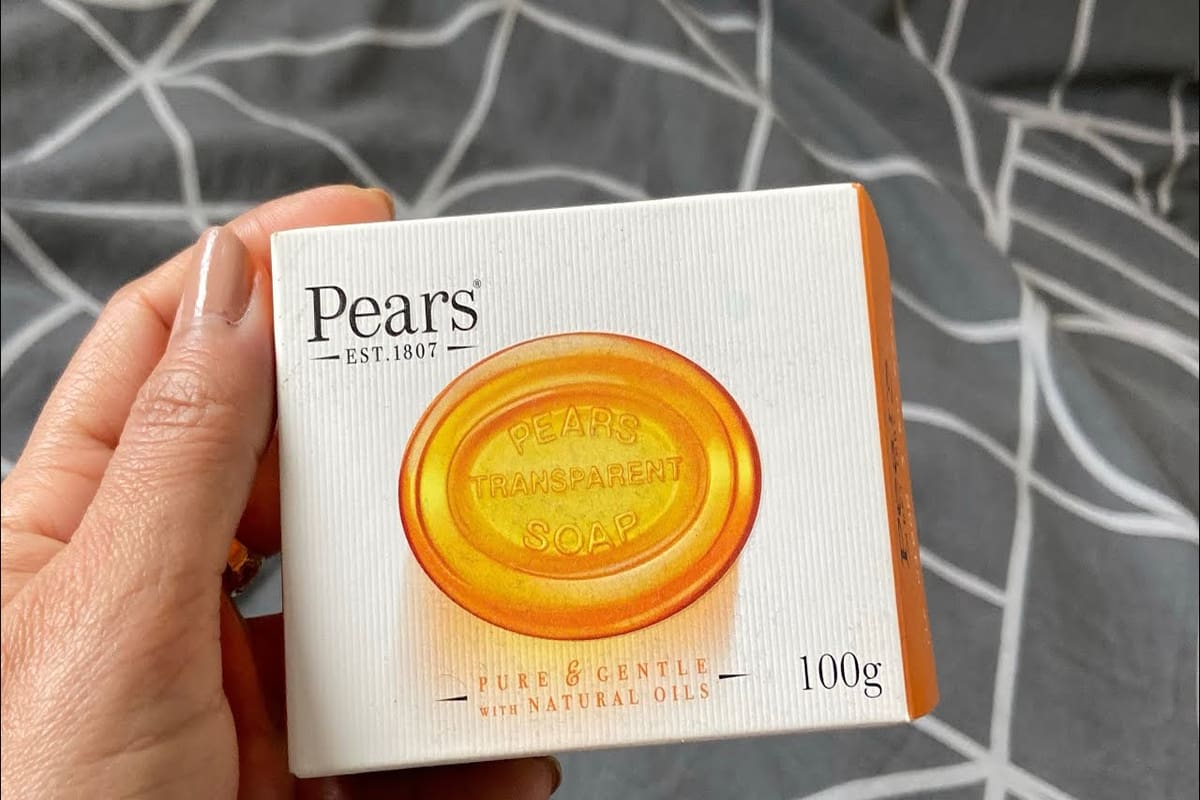 Pears®
EST.1807
PEARS
TRANSPARENT
SOAP
PURE & GENTLE
WITH NATURAL OILS
100g